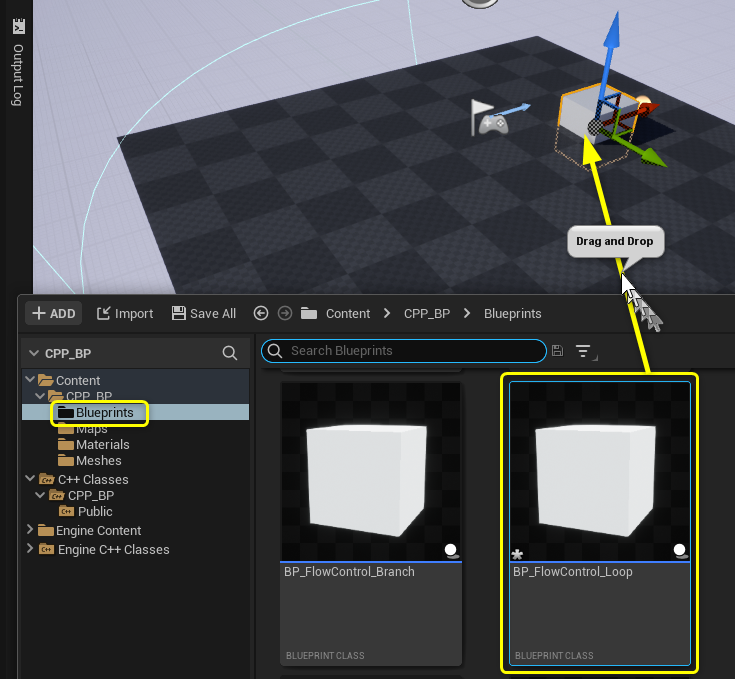 Output Log
Drag and Drop
+ ADD
Import
Save All
Content > CPP_BP > Blueprints
CPP_BP
Search Blueprints
Content
CPP_BP
Blueprints
Maps
Materials
Meshes
C++ Classes
CPP_BP
Public
Engine Content
Engine C++ Classes
BP_FlowControl_Branch
BLUEPRINT CLASS
BP_FlowControl_Loop
BLUEPRINT CLASS